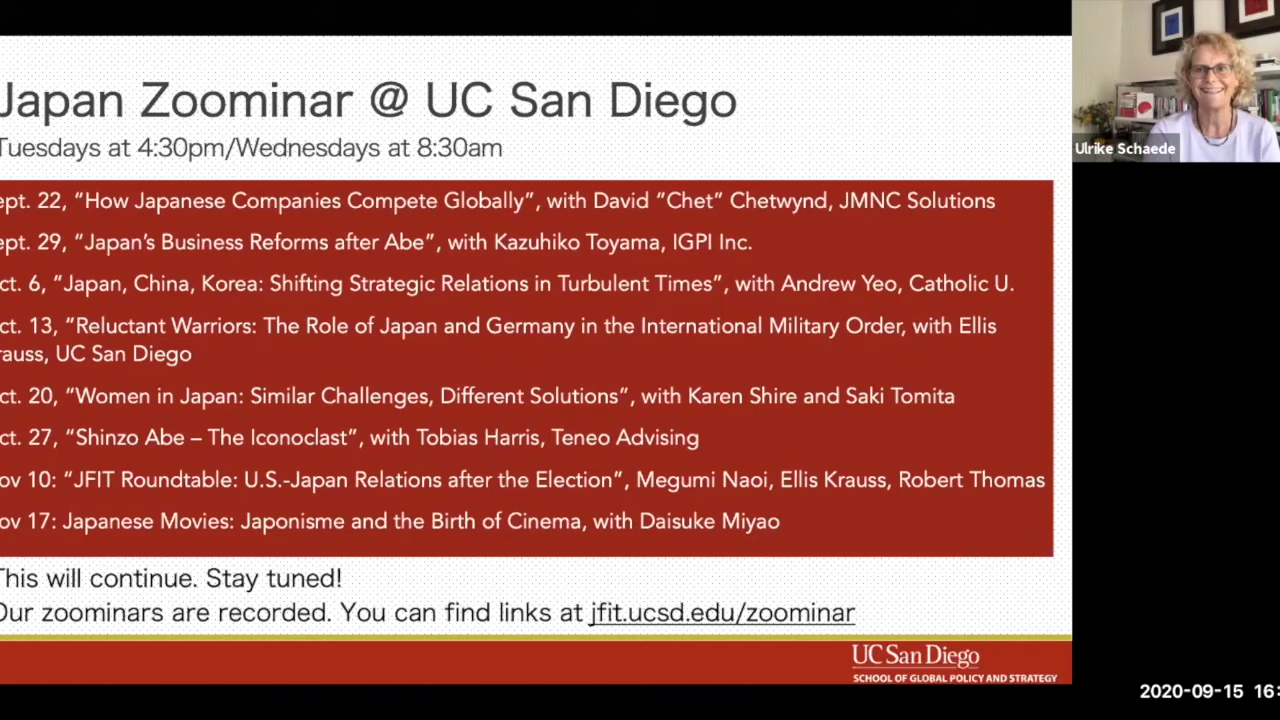 Japan Zoominar @ UC San Diego
Tuesdays at 4:30pm/Wednesdays at 8:30am
ept. 22, “How Japanese Companies Compete Globally”, with David “Chet” Chetwynd, JMNC Solutions
ept. 29, “Japan’s Business Reforms after Abe”, with Kazuhiko Toyama, IGPI Inc.
ct. 6, “Japan, China, Korea: Shifting Strategic Relations in Turbulent Times”, with Andrew Yeo, Catholic U.
ct. 13, “Reluctant Warriors: The Role of Japan and Germany in the International Military Order, with Ellis
rauss, UC San Diego
ct. 20, “Women in Japan: Similar Challenges, Different Solutions”, with Karen Shire and Saki Tomita
ct. 27, “Shinzo Abe – The Iconoclast”, with Tobias Harris, Teneo Advising
ov 10: “JFIT Roundtable: U.S.-Japan Relations after the Election”, Megumi Naoi, Ellis Krauss, Robert Thomas
ov 17: Japanese Movies: Japonisme and the Birth of Cinema, with Daisuke Miyao
This will continue. Stay tuned!
Our zoominars are recorded. You can find links at jfit.ucsd.edu/zoominar
UC San Diego
SCHOOL OF GLOBAL POLICY AND STRATEGY
Ulrike Schaede
2020-09-15 16: